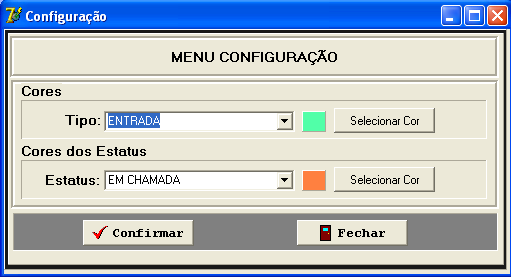 Configuração
MENU CONFIGURAÇÃO
Cores
Tipo: ENTRADA Selecionar Cor
Cores dos Estatus
Estatus: EM CHAMADA Selecionar Cor
Confirmar Fechar